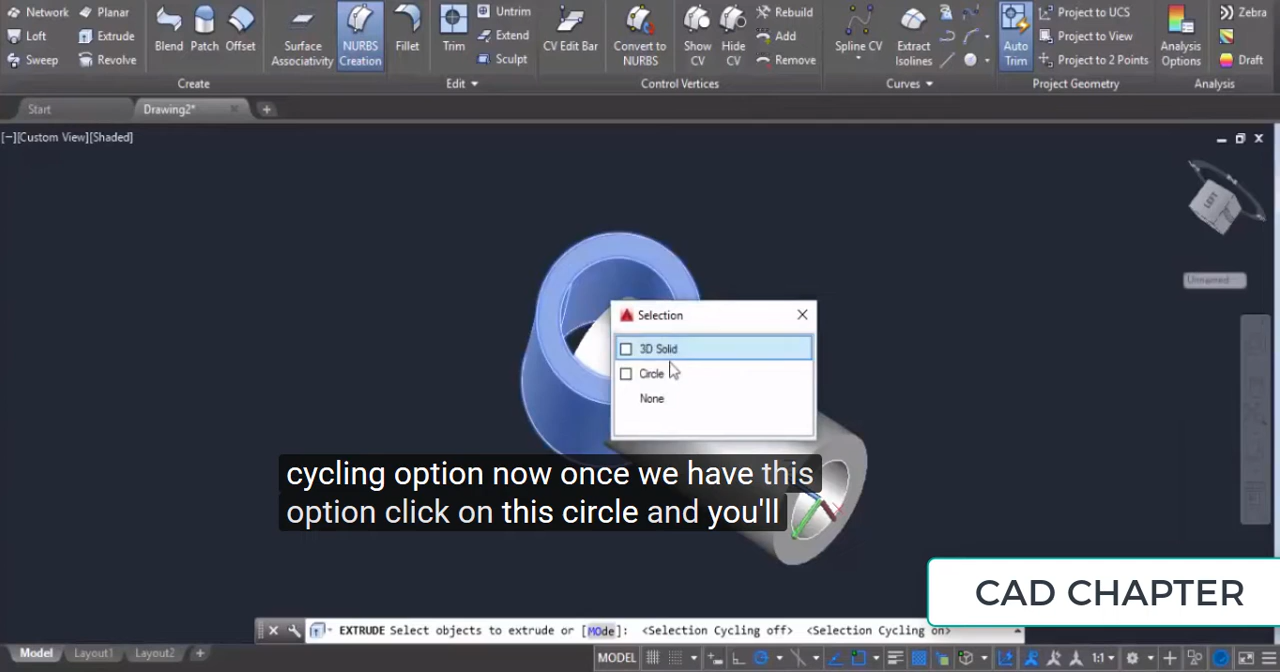 Network Planar
Loft Extrude
Sweep Revolve
Blend Patch Offset
Create
Surface Associativity
NURBS Creation
Fillet
Trim
Untrim
Extend
Sculpt
Edit
CV Edit Bar
Convert to NURBS
Show CV
Hide CV
Rebuild
Add
Remove
Control Vertices
Spline CV
Extract Isolines
Curves
Auto Trim
Project to UCS
Project to View
Project to 2 Points
Project Geometry
Analysis Options
Zebra
Draft
Analysis
Start Drawing2* +
[−][Custom View][Shaded]
LEFT
Unnamed
Selection
3D Solid
Circle
None
cycling option now once we have this
option click on this circle and you'll
CAD CHAPTER
EXTRUDE Select objects to extrude or [MOde]: <Selection Cycling off> <Selection Cycling on>
Model Layout1 Layout2 +
MODEL 1:1